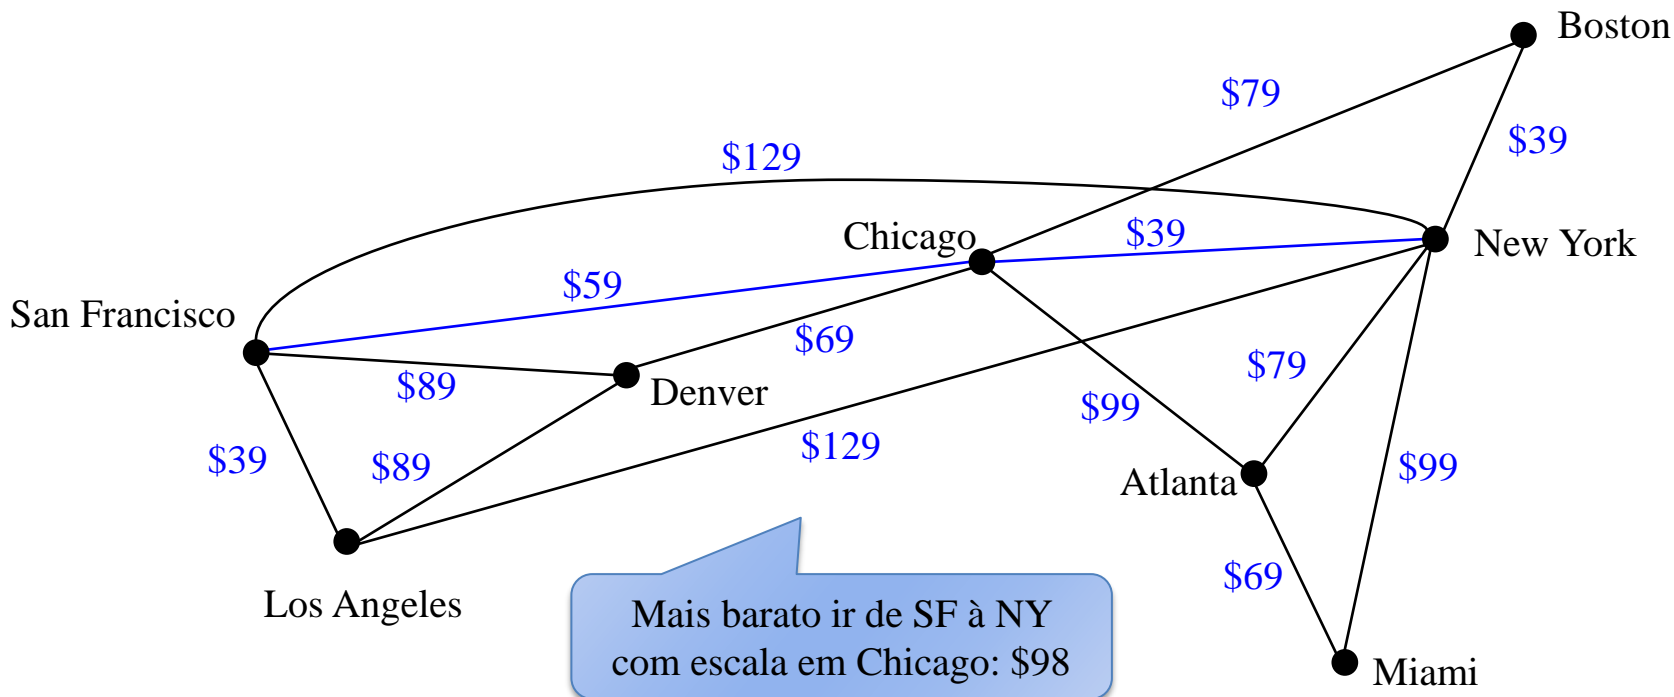 Boston
$79
$39
$129
Chicago
$39
New York
$59
San Francisco
$69
$89
Denver
$79
$99
$39
$89
$129
$99
Atlanta
$69
Los Angeles
Mais barato ir de SF à NY
com escala em Chicago: $98
Miami